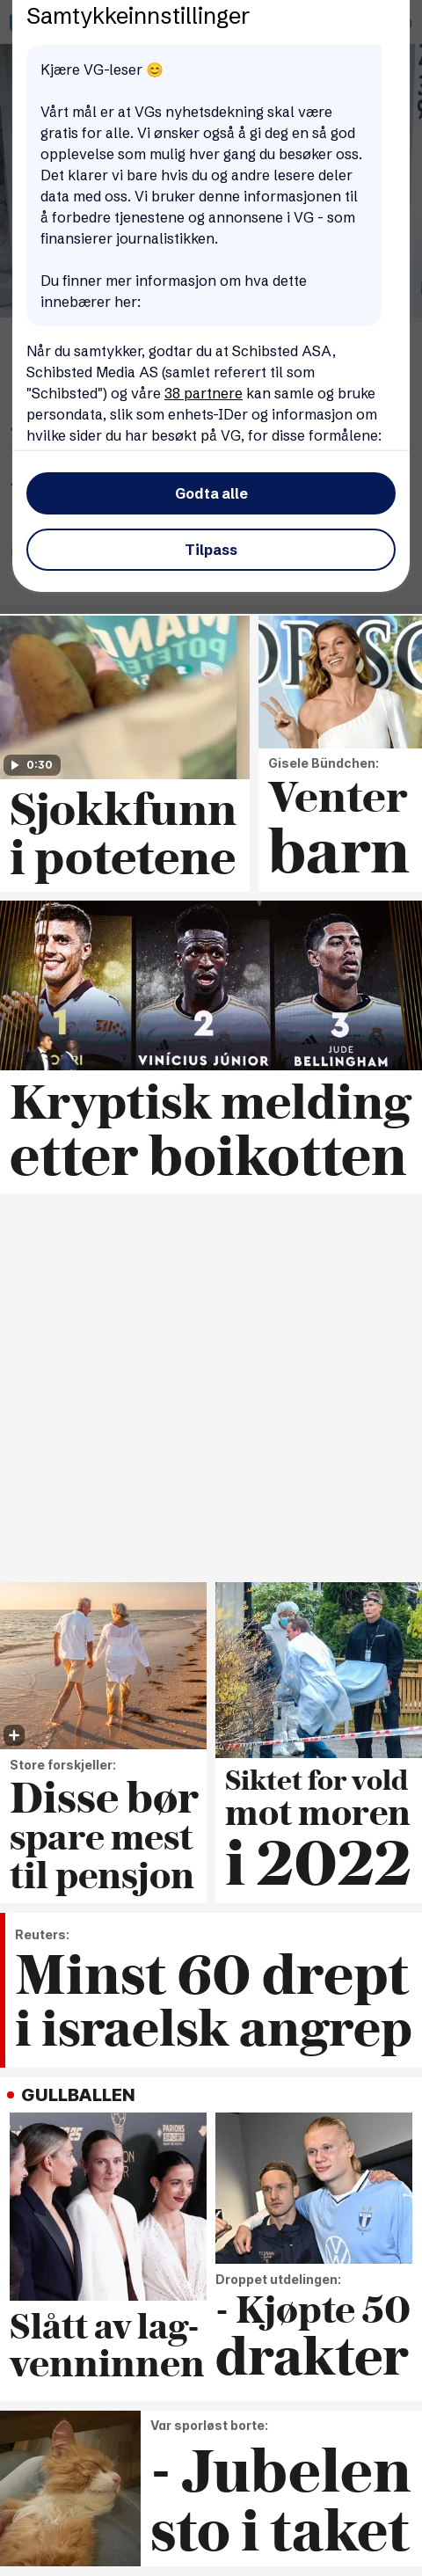 Samtykkeinnstillinger
Kjære VG-leser 😊
Vårt mål er at VGs nyhetsdekning skal være
gratis for alle. Vi ønsker også å gi deg en så god
opplevelse som mulig hver gang du besøker oss.
Det klarer vi bare hvis du og andre lesere deler
data med oss. Vi bruker denne informasjonen til
å forbedre tjenestene og annonsene i VG - som
finansierer journalistikken.
Du finner mer informasjon om hva dette
innebærer her:
Når du samtykker, godtar du at Schibsted ASA,
Schibsted Media AS (samlet referert til som
"Schibsted") og våre 38 partnere kan samle og bruke
persondata, slik som enhets-IDer og informasjon om
hvilke sider du har besøkt på VG, for disse formålene:
Godta alle
Tilpass
0:30
Sjokkfunn
i potetene
Gisele Bündchen:
Venter
barn
1
2
3
VINÍCIUS JÚNIOR
JUDE
BELLINGHAM
Kryptisk melding
etter boikotten
Store forskjeller:
Disse bør
spare mest
til pensjon
Siktet for vold
mot moren
i 2022
Reuters:
Minst 60 drept
i israelsk angrep
GULLBALLEN
Slått av lag-
venninnen
Droppet utdelingen:
- Kjøpte 50
drakter
Var sporløst borte:
- Jubelen
sto i taket